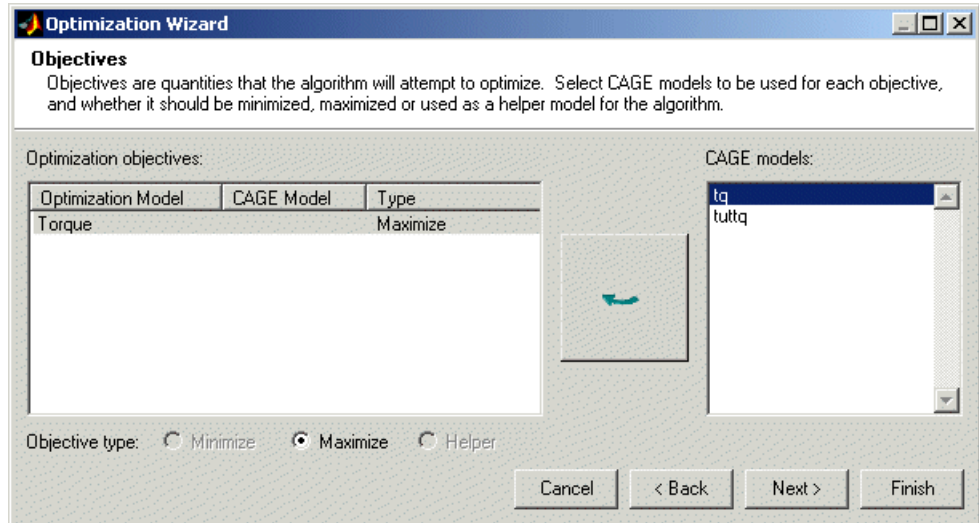 Optimization Wizard
Objectives
Objectives are quantities that the algorithm will attempt to optimize. Select CAGE models to be used for each objective,
and whether it should be minimized, maximized or used as a helper model for the algorithm.
Optimization objectives:
CAGE models:
Optimization Model CAGE Model Type
Torque Maximize
tq
tuttq
Objective type: Minimize Maximize Helper
Cancel < Back Next > Finish